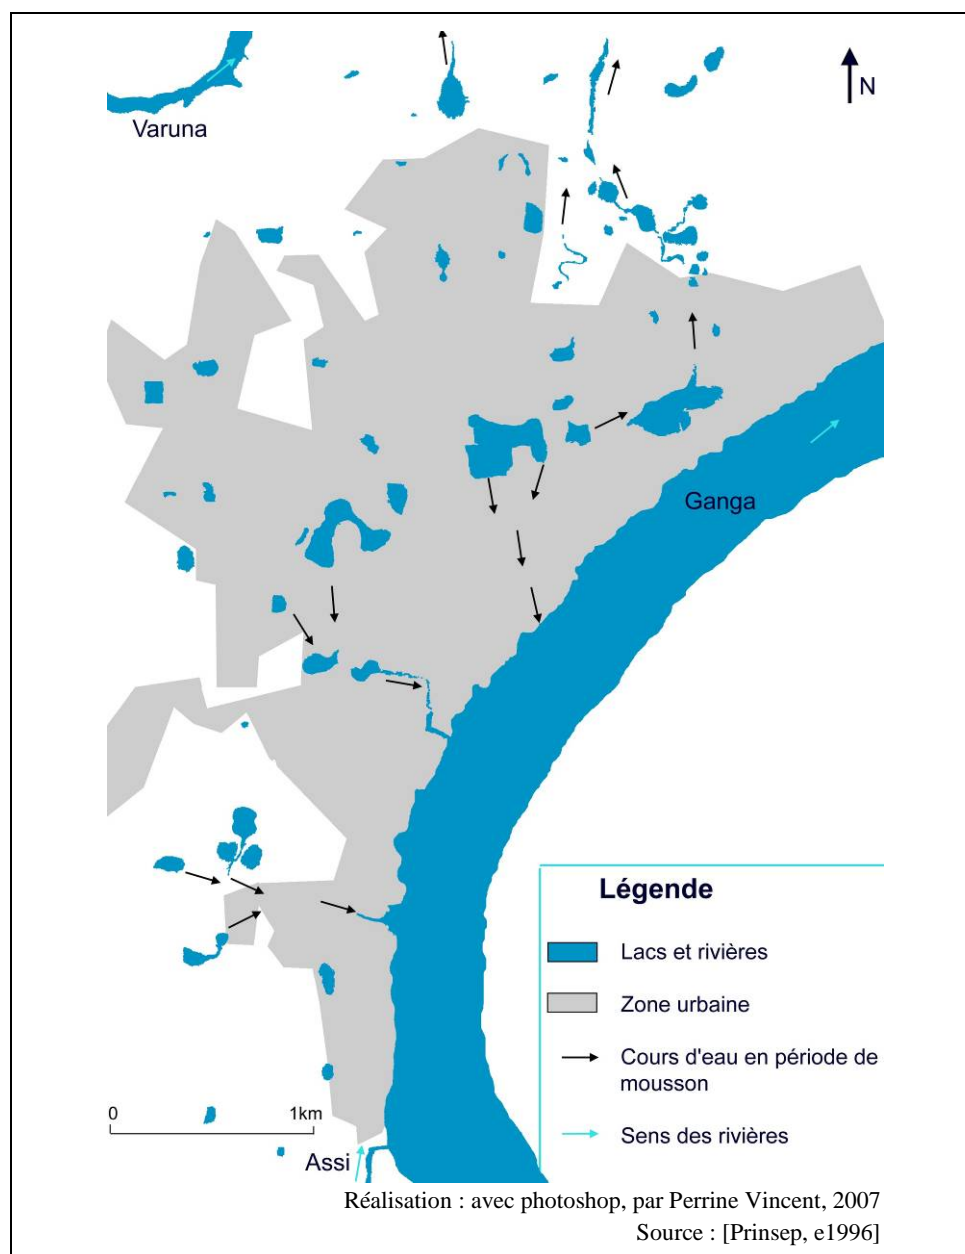 N
Varuna
Ganga
Légende
Lacs et rivières
Zone urbaine
Cours d'eau en période de
mousson
Sens des rivières
0 1km
Assi
Réalisation : avec photoshop, par Perrine Vincent, 2007
Source : [Prinsep, e1996]